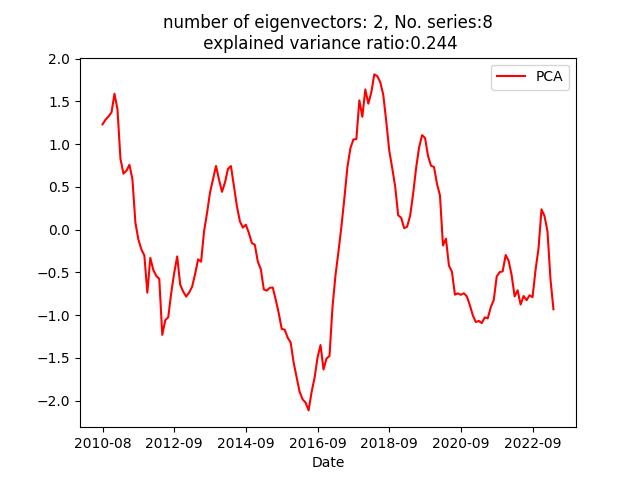 number of eigenvectors: 2, No. series:8
explained variance ratio:0.244
2.0
1.5
1.0
0.5
0.0
−0.5
−1.0
−1.5
−2.0
PCA
2010-08 2012-09 2014-09 2016-09 2018-09 2020-09 2022-09
Date